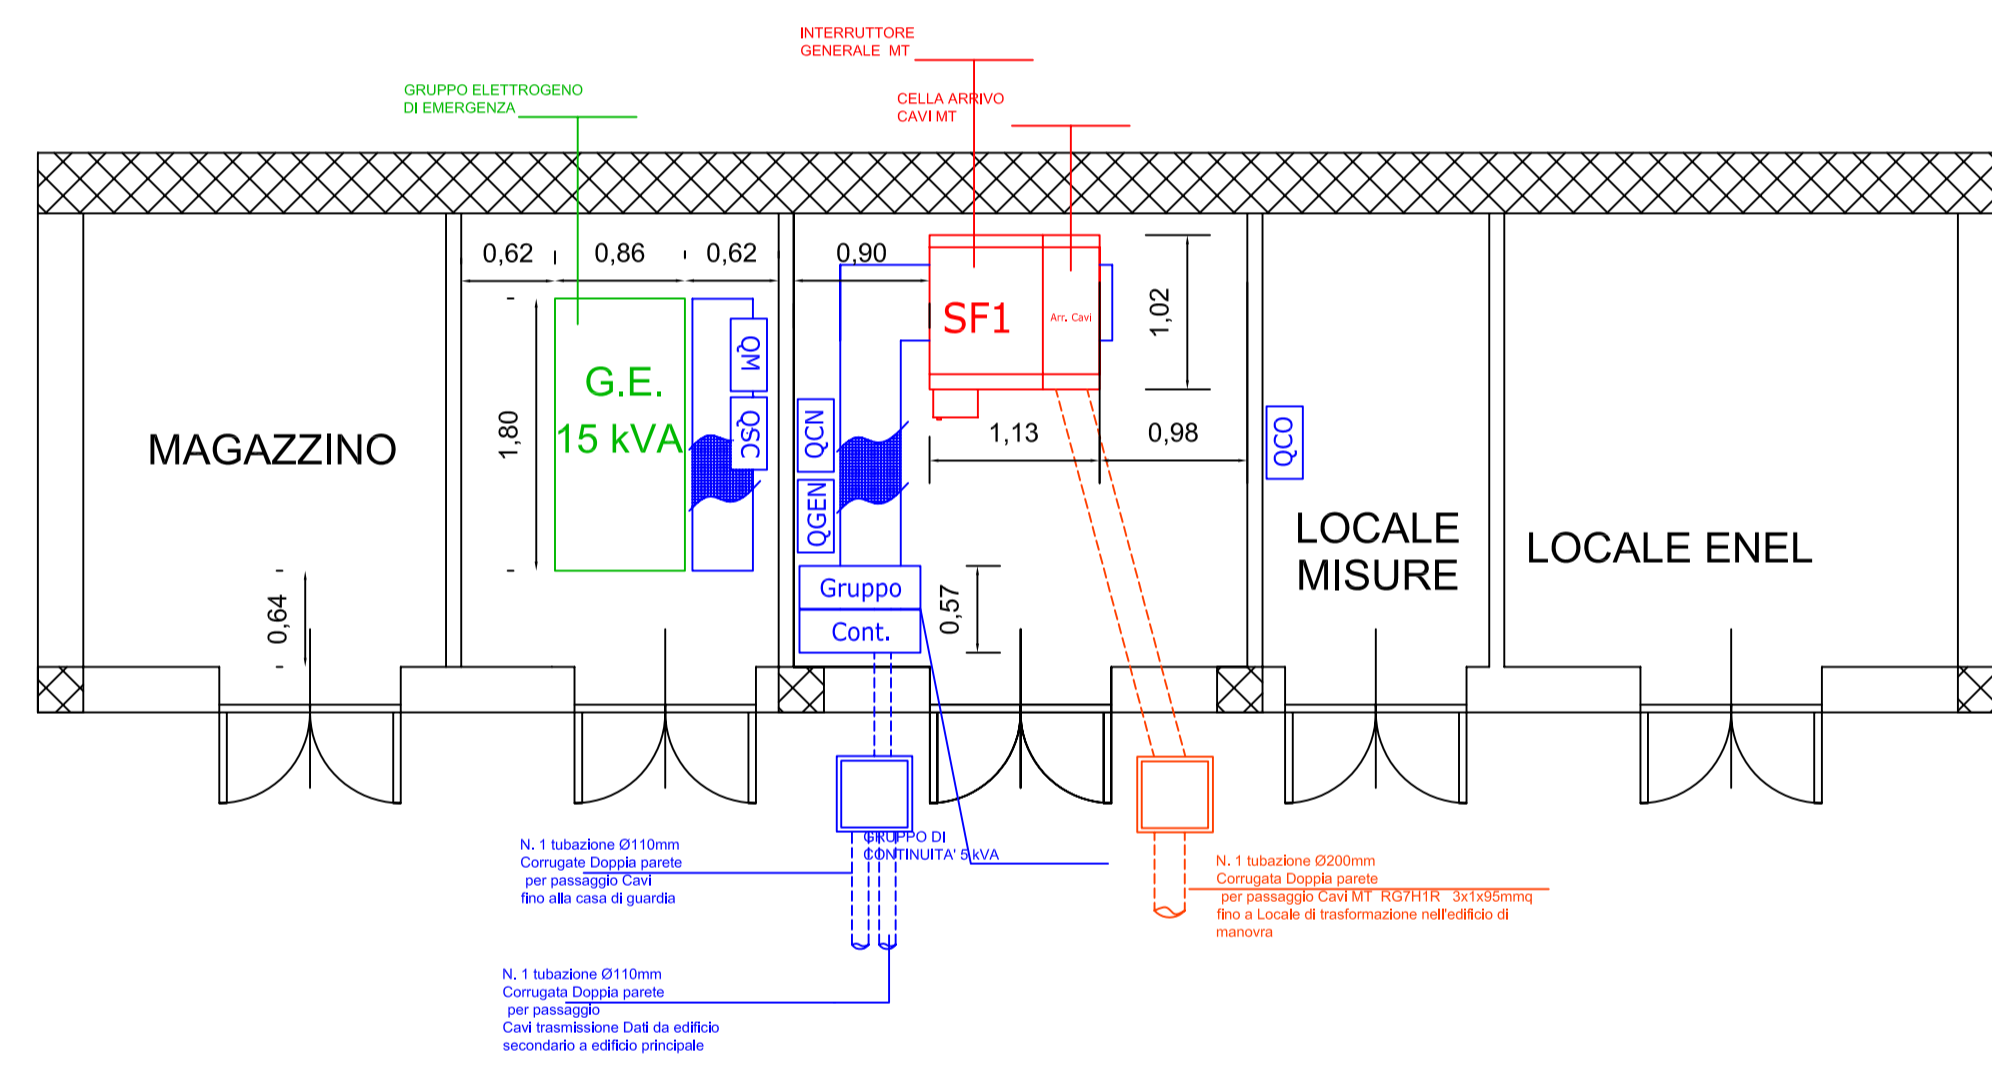 INTERRUTTORE
GENERALE MT
GRUPPO ELETTROGENO
DI EMERGENZA
CELLA ARRIVO
CAVI MT
0,62
0,86
0,62
0,90
SF1
Arr. Cavi
1,02
QM
G.E.
15 kVA
1,80
QSC
QCN
QGEN
1,13
0,98
QCO
MAGAZZINO
LOCALE
MISURE
LOCALE ENEL
0,64
Gruppo
Cont.
0,57
N. 1 tubazione Ø110mm
Corrugate Doppia parete
per passaggio Cavi
fino alla casa di guardia
GRUPPO DI
CONTINUITA' 5 kVA
N. 1 tubazione Ø200mm
Corrugata Doppia parete
per passaggio Cavi MT RG7H1R 3x1x95mmq
fino a Locale di trasformazione nell'edificio di
manovra
N. 1 tubazione Ø110mm
Corrugata Doppia parete
per passaggio
Cavi trasmissione Dati da edificio
secondario a edificio principale